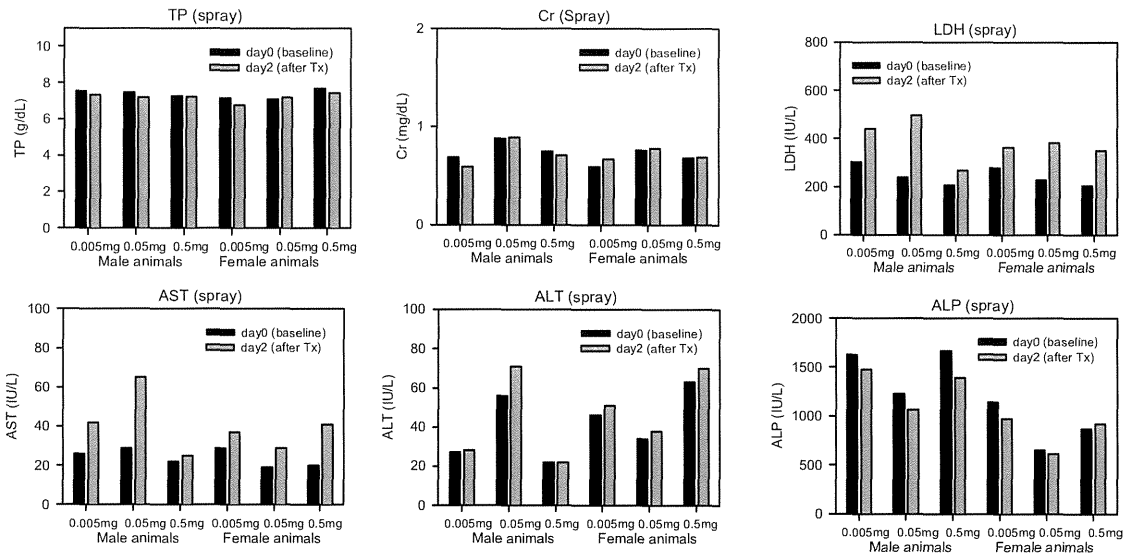 TP (spray)
10
8
6
4
2
0
TP (g/dL)
day0 (baseline)
day2 (after Tx)
0.005mg 0.05mg 0.5mg 0.005mg 0.05mg 0.5mg
Male animals Female animals
Cr (Spray)
2
1
0
Cr (mg/dL)
day0 (baseline)
day2 (after Tx)
0.005mg 0.05mg 0.5mg 0.005mg 0.05mg 0.5mg
Male animals Female animals
LDH (spray)
800
600
400
200
0
LDH (IU/L)
day0 (baseline)
day2 (after Tx)
0.005mg 0.05mg 0.5mg 0.005mg 0.05mg 0.5mg
Male animals Female animals
AST (spray)
100
80
60
40
20
0
AST (IU/L)
day0 (baseline)
day2 (after Tx)
0.005mg 0.05mg 0.5mg 0.005mg 0.05mg 0.5mg
Male animals Female animals
ALT (spray)
100
80
60
40
20
0
ALT (IU/L)
day0 (baseline)
day2 (after Tx)
0.005mg 0.05mg 0.5mg 0.005mg 0.05mg 0.5mg
Male animals Female animals
ALP (spray)
2000
1500
1000
500
0
ALP (IU/L)
day0 (baseline)
day2 (after Tx)
0.005mg 0.05mg 0.5mg 0.005mg 0.05mg 0.5mg
Male animals Female animals